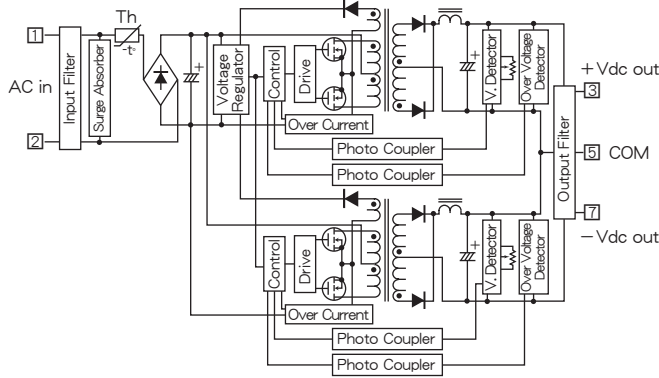 Th
-t°
1
AC in
2
Input Filter
Surge Absorber
+
Voltage Regulator
Control
Drive
Over Current
Photo Coupler
Photo Coupler
+
V. Detector
Over Voltage Detector
Control
Drive
Over Current
Photo Coupler
Photo Coupler
+
V. Detector
Over Voltage Detector
Output Filter
+Vdc out
3
5 COM
7
−Vdc out